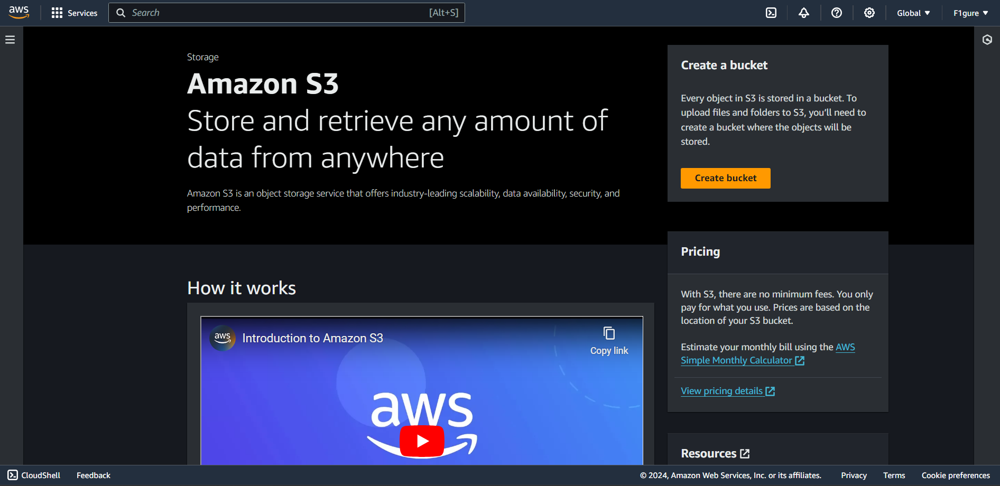 aws
Services
Search
[Alt+S]
Global
F1gure
Storage
Amazon S3
Store and retrieve any amount of
data from anywhere
Amazon S3 is an object storage service that offers industry-leading scalability, data availability, security, and
performance.
Create a bucket
Every object in S3 is stored in a bucket. To
upload files and folders to S3, you’ll need to
create a bucket where the objects will be
stored.
Create bucket
Pricing
With S3, there are no minimum fees. You only
pay for what you use. Prices are based on the
location of your S3 bucket.
Estimate your monthly bill using the AWS
Simple Monthly Calculator
View pricing details
Resources
How it works
aws
Introduction to Amazon S3
Copy link
aws
CloudShell
Feedback
© 2024, Amazon Web Services, Inc. or its affiliates.
Privacy
Terms
Cookie preferences